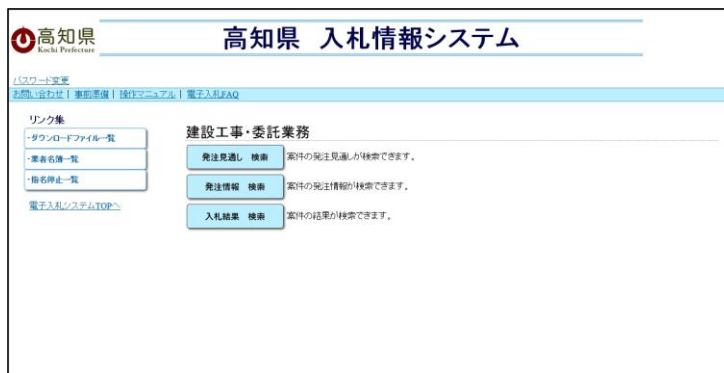 高知県
Kochi Prefecture
高知県 入札情報システム
パスワード変更
お問い合わせ | 事前準備 | 操作マニュアル | 電子入札FAQ
リンク集
・ダウンロードファイル一覧
・業者名簿一覧
・指名停止一覧
電子入札システムTOPへ
建設工事・委託業務
発注見通し 検索 案件の発注見通しが検索できます。
発注情報 検索 案件の発注情報が検索できます。
入札結果 検索 案件の結果が検索できます。